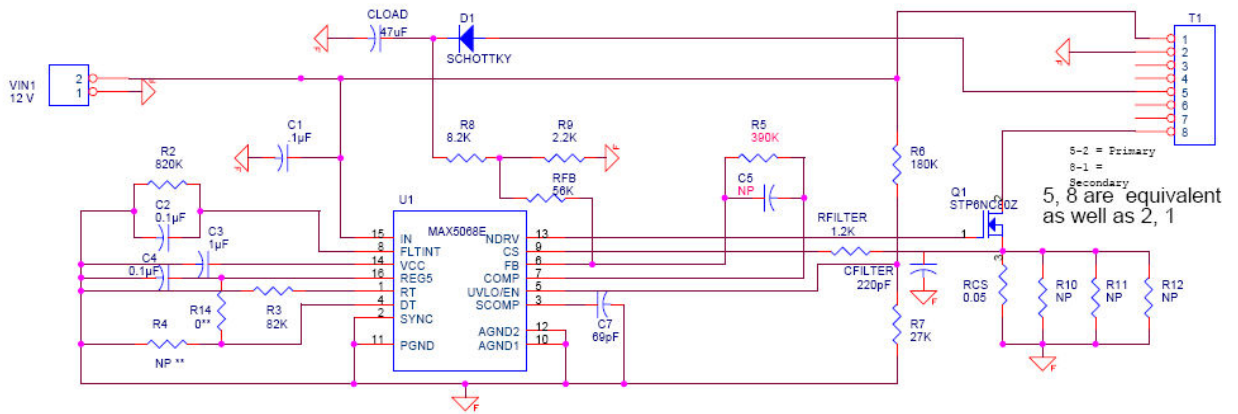 CLOAD
47uF
D1
SCHOTTKY
T1
1
2
3
4
5
6
7
8
VIN1
12 V
2
1
C1
.1µF
R8
8.2K
R9
2.2K
R5
390K
C5
NP
R6
180K
5-2 = Primary
8-1 =
Secondary
5, 8 are equivalent
as well as 2, 1
R2
820K
C2
0.1µF
C3
1µF
C4
0.1µF
RFB
56K
U1
MAX5068E
15 IN NDRV 13
8 FLTINT CS 9
14 VCC FB 6
16 REG5 COMP 7
1 RT UVLO/EN 5
4 DT SCOMP 3
2 SYNC
AGND2 12
11 PGND AGND1 10
RFILTER
1.2K
CFILTER
220pF
Q1
STP6NC80Z
1
2
3
R14
0**
R3
82K
R4
NP **
C7
69pF
R7
27K
RCS
0.05
R10
NP
R11
NP
R12
NP
F
F
F
F